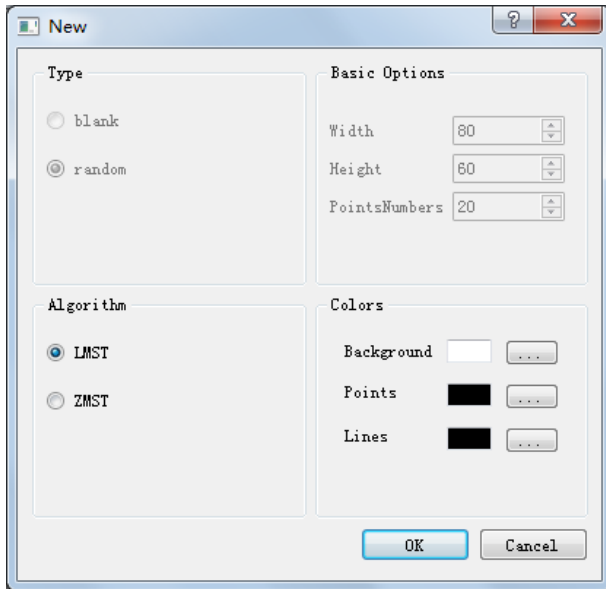 New
Type
blank
random
Basic Options
Width 80
Height 60
PointsNumbers 20
Algorithm
LMST
ZMST
Colors
Background ...
Points ...
Lines ...
OK Cancel